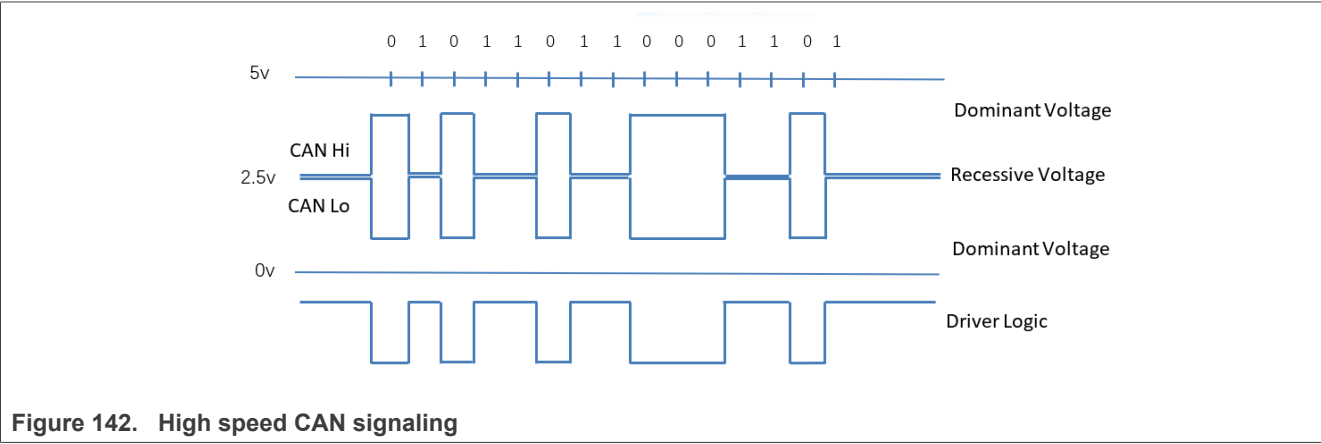 0 1 0 1 1 0 1 1 0 0 0 1 1 0 1
5v
Dominant Voltage
CAN Hi
2.5v
Recessive Voltage
CAN Lo
Dominant Voltage
0v
Driver Logic
Figure 142. High speed CAN signaling